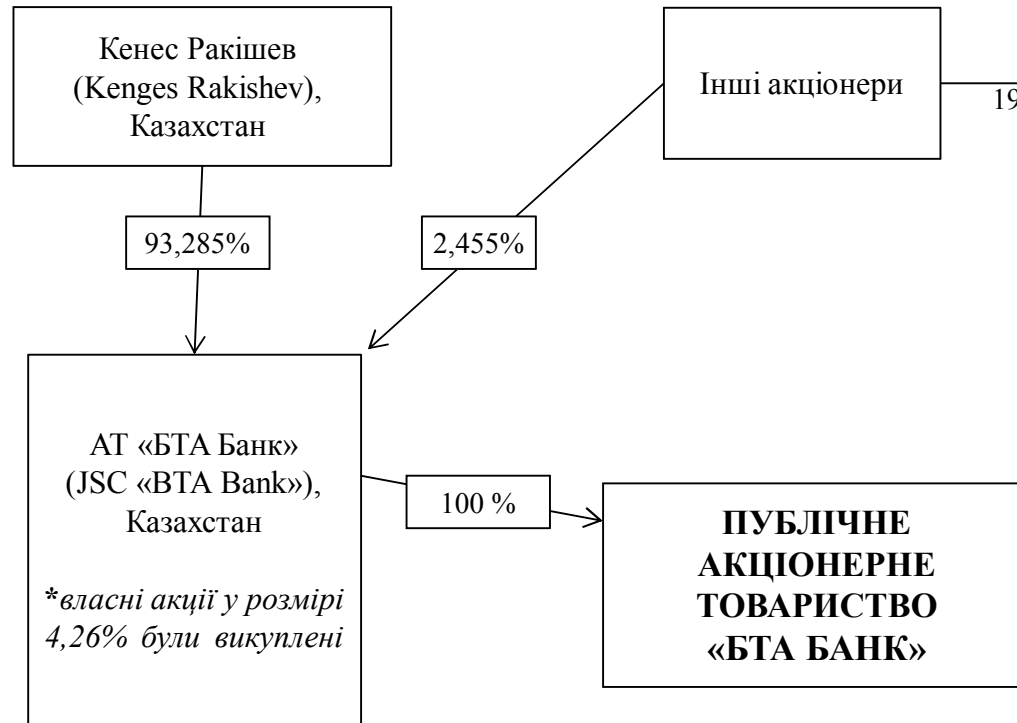 Кенес Ракішев
(Kenges Rakishev),
Казахстан
Інші акціонери
19
93,285%
2,455%
АТ «БТА Банк»
(JSC «BTA Bank»),
Казахстан
*власні акції у розмірі
4,26% були викуплені
100 %
ПУБЛІЧНЕ
АКЦІОНЕРНЕ
ТОВАРИСТВО
«БТА БАНК»